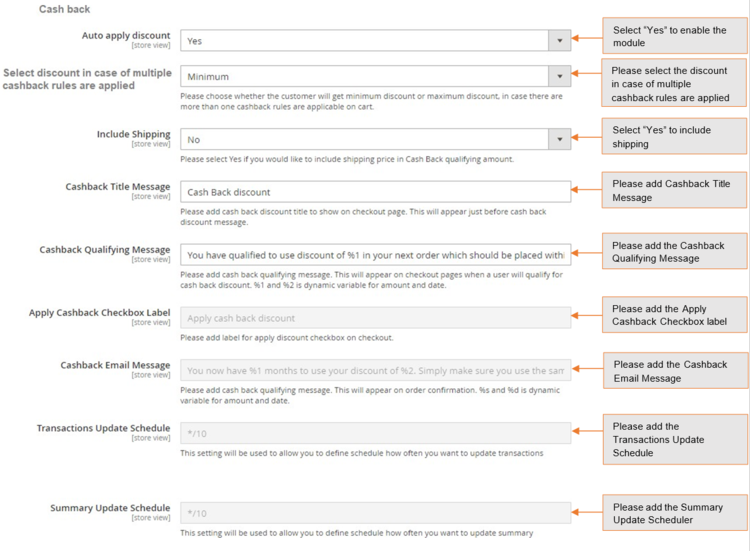 Cash back
Auto apply discount
[store view]
Yes
Select "Yes" to enable the
module
Select discount in case of multiple
cashback rules are applied
Minimum
Please choose whether the customer will get minimum discount or maximum discount, in case there are
more than one cashback rules are applicable on cart.
Please select the discount
in case of multiple
cashback rules are applied
Include Shipping
[store view]
No
Please select Yes if you would like to include shipping price in Cash Back qualifying amount.
Select "Yes" to include
shipping
Cashback Title Message
[store view]
Cash Back discount
Please add cash back discount title to show on checkout page. This will appear just before cash back
discount message.
Please add Cashback Title
Message
Cashback Qualifying Message
[store view]
You have qualified to use discount of %1 in your next order which should be placed withi
Please add cash back qualifying message. This will appear on checkout pages when a user will qualify for
cash back discount. %1 and %2 is dynamic variable for amount and date.
Please add the Cashback
Qualifying Message
Apply Cashback Checkbox Label
[store view]
Apply cash back discount
Please add label for apply discount checkbox on checkout.
Please add the Apply
Cashback Checkbox label
Cashback Email Message
[store view]
You now have %1 months to use your discount of %2. Simply make sure you use the sam
Please add cash back qualifying message. This will appear on order confirmation. %s and %d is dynamic
variable for amount and date.
Please add the Cashback
Email Message
Transactions Update Schedule
[store view]
*/10
This setting will be used to allow you to define schedule how often you want to update transactions
Please add the
Transactions Update
Schedule
Summary Update Schedule
[store view]
*/10
This setting will be used to allow you to define schedule how often you want to update summary
Please add the Summary
Update Scheduler